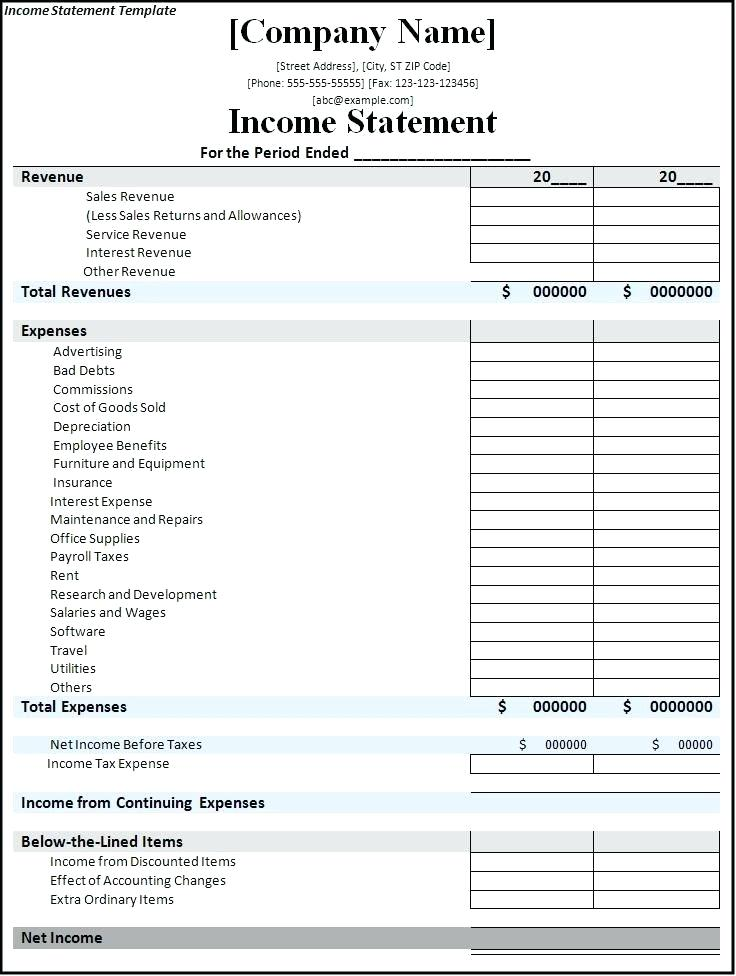 Income Statement Template
[Company Name]
[Street Address], [City, ST ZIP Code]
[Phone: 555-555-55555] [Fax: 123-123-123456]
[abc@example.com]
Income Statement
For the Period Ended ____________________
Revenue 20____ 20____
Sales Revenue
(Less Sales Returns and Allowances)
Service Revenue
Interest Revenue
Other Revenue
Total Revenues $ 000000 $ 0000000
Expenses
Advertising
Bad Debts
Commissions
Cost of Goods Sold
Depreciation
Employee Benefits
Furniture and Equipment
Insurance
Interest Expense
Maintenance and Repairs
Office Supplies
Payroll Taxes
Rent
Research and Development
Salaries and Wages
Software
Travel
Utilities
Others
Total Expenses $ 000000 $ 0000000
Net Income Before Taxes $ 000000 $ 00000
Income Tax Expense
Income from Continuing Expenses
Below-the-Lined Items
Income from Discounted Items
Effect of Accounting Changes
Extra Ordinary Items
Net Income